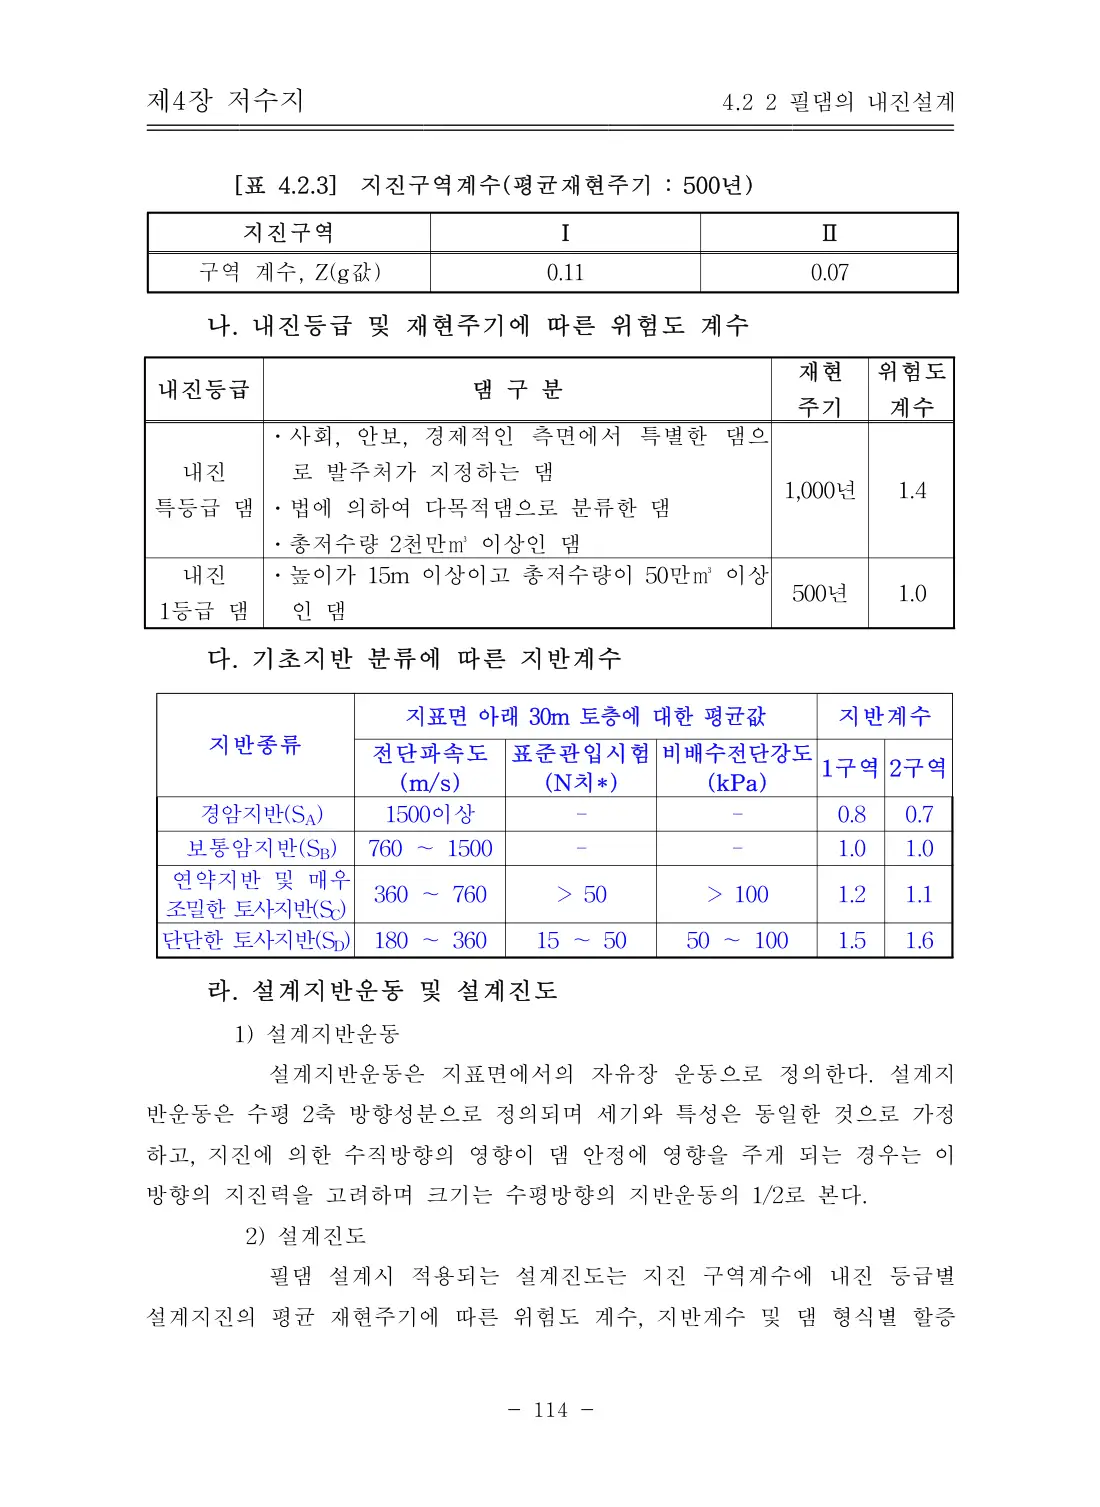 제4장 저수지
4.2 2 필댐의 내진설계
[표 4.2.3] 지진구역계수(평균재현주기 : 500년)
지진구역 Ⅰ Ⅱ
구역 계수, Z(g값) 0.11 0.07
나. 내진등급 및 재현주기에 따른 위험도 계수
내진등급 댐 구 분 재현 주기 위험도 계수
내진 특등급 댐
·사회, 안보, 경제적인 측면에서 특별한 댐으
로 발주처가 지정하는 댐
·법에 의하여 다목적댐으로 분류한 댐
·총저수량 2천만㎥ 이상인 댐
1,000년 1.4
내진 1등급 댐
·높이가 15m 이상이고 총저수량이 50만㎥ 이상
인 댐
500년 1.0
다. 기초지반 분류에 따른 지반계수
지반종류 지표면 아래 30m 토층에 대한 평균값 지반계수
전단파속도 (m/s) 표준관입시험 (N치*) 비배수전단강도 (kPa) 1구역 2구역
경암지반(SA) 1500이상 - - 0.8 0.7
보통암지반(SB) 760 ~ 1500 - - 1.0 1.0
연약지반 및 매우 조밀한 토사지반(SC) 360 ~ 760 > 50 > 100 1.2 1.1
단단한 토사지반(SD) 180 ~ 360 15 ~ 50 50 ~ 100 1.5 1.6
라. 설계지반운동 및 설계진도
1) 설계지반운동
설계지반운동은 지표면에서의 자유장 운동으로 정의한다. 설계지
반운동은 수평 2축 방향성분으로 정의되며 세기와 특성은 동일한 것으로 가정
하고, 지진에 의한 수직방향의 영향이 댐 안정에 영향을 주게 되는 경우는 이
방향의 지진력을 고려하며 크기는 수평방향의 지반운동의 1/2로 본다.
2) 설계진도
필댐 설계시 적용되는 설계진도는 지진 구역계수에 내진 등급별
설계지진의 평균 재현주기에 따른 위험도 계수, 지반계수 및 댐 형식별 할증
- 114 -